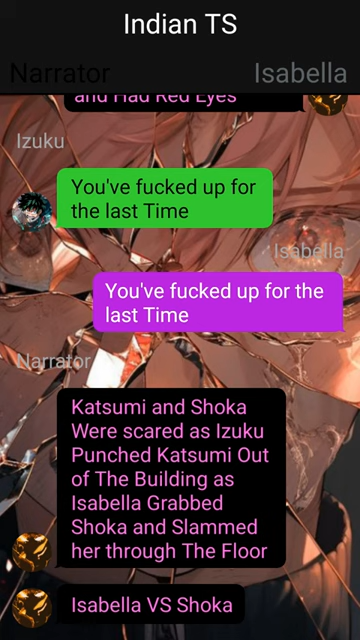 Indian TS
Narrator
Isabella
and Had Red Eyes
Izuku
You've fucked up for
the last Time
Isabella
You've fucked up for the
last Time
Narrator
Katsumi and Shoka
Were scared as Izuku
Punched Katsumi Out
of The Building as
Isabella Grabbed
Shoka and Slammed
her through The Floor
Isabella VS Shoka